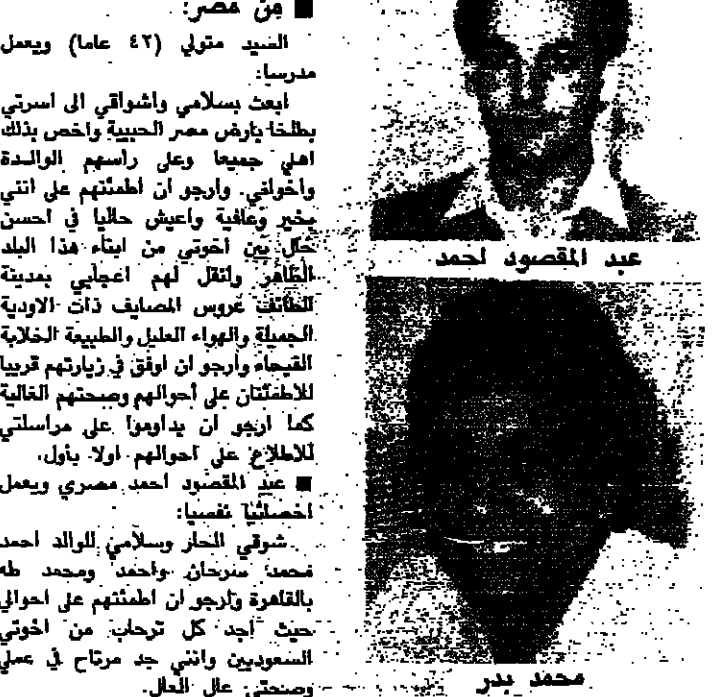 ■ من مصر:
السيد متولي (٤٢ عاما) ويعمل
مدرسا:
ابعث بسلامي واشواقي الى اسرتي
بطلخا بارض مصر الحبيبة واخص بذلك
اهلي جميعا وعلى راسهم الوالدة
واخواني. وارجو ان اطمئنهم على انني
بخير وعافية واعيش حاليا في احسن
حال بين اخوتي من ابناء هذا البلد
الطاهر وانقل لهم اعجابي بمدينة
الطائف عروس المصايف ذات الاودية
الجميلة والهواء العليل والطبيعة الخلابة
الفيحاء وارجو ان اوفق في زيارتهم قريبا
للاطمئنان على أحوالهم وصحتهم الغالية
كما ارجو ان يداوموا على مراسلتي
للاطلاع على احوالهم اولا بأول.
■ عبد المقصود احمد مصري ويعمل
اخصائيا نفسيا:
شوقي الحار وسلامي للوالد احمد
محمد سرحان واحمد ومحمد طه
بالقاهرة وارجو ان اطمئنهم على احوالي
حيث أجد كل ترحاب من اخوتي
السعوديين وانني جد مرتاح في عملي
وصحتي عال العال.
عبد المقصود احمد
محمد بدر